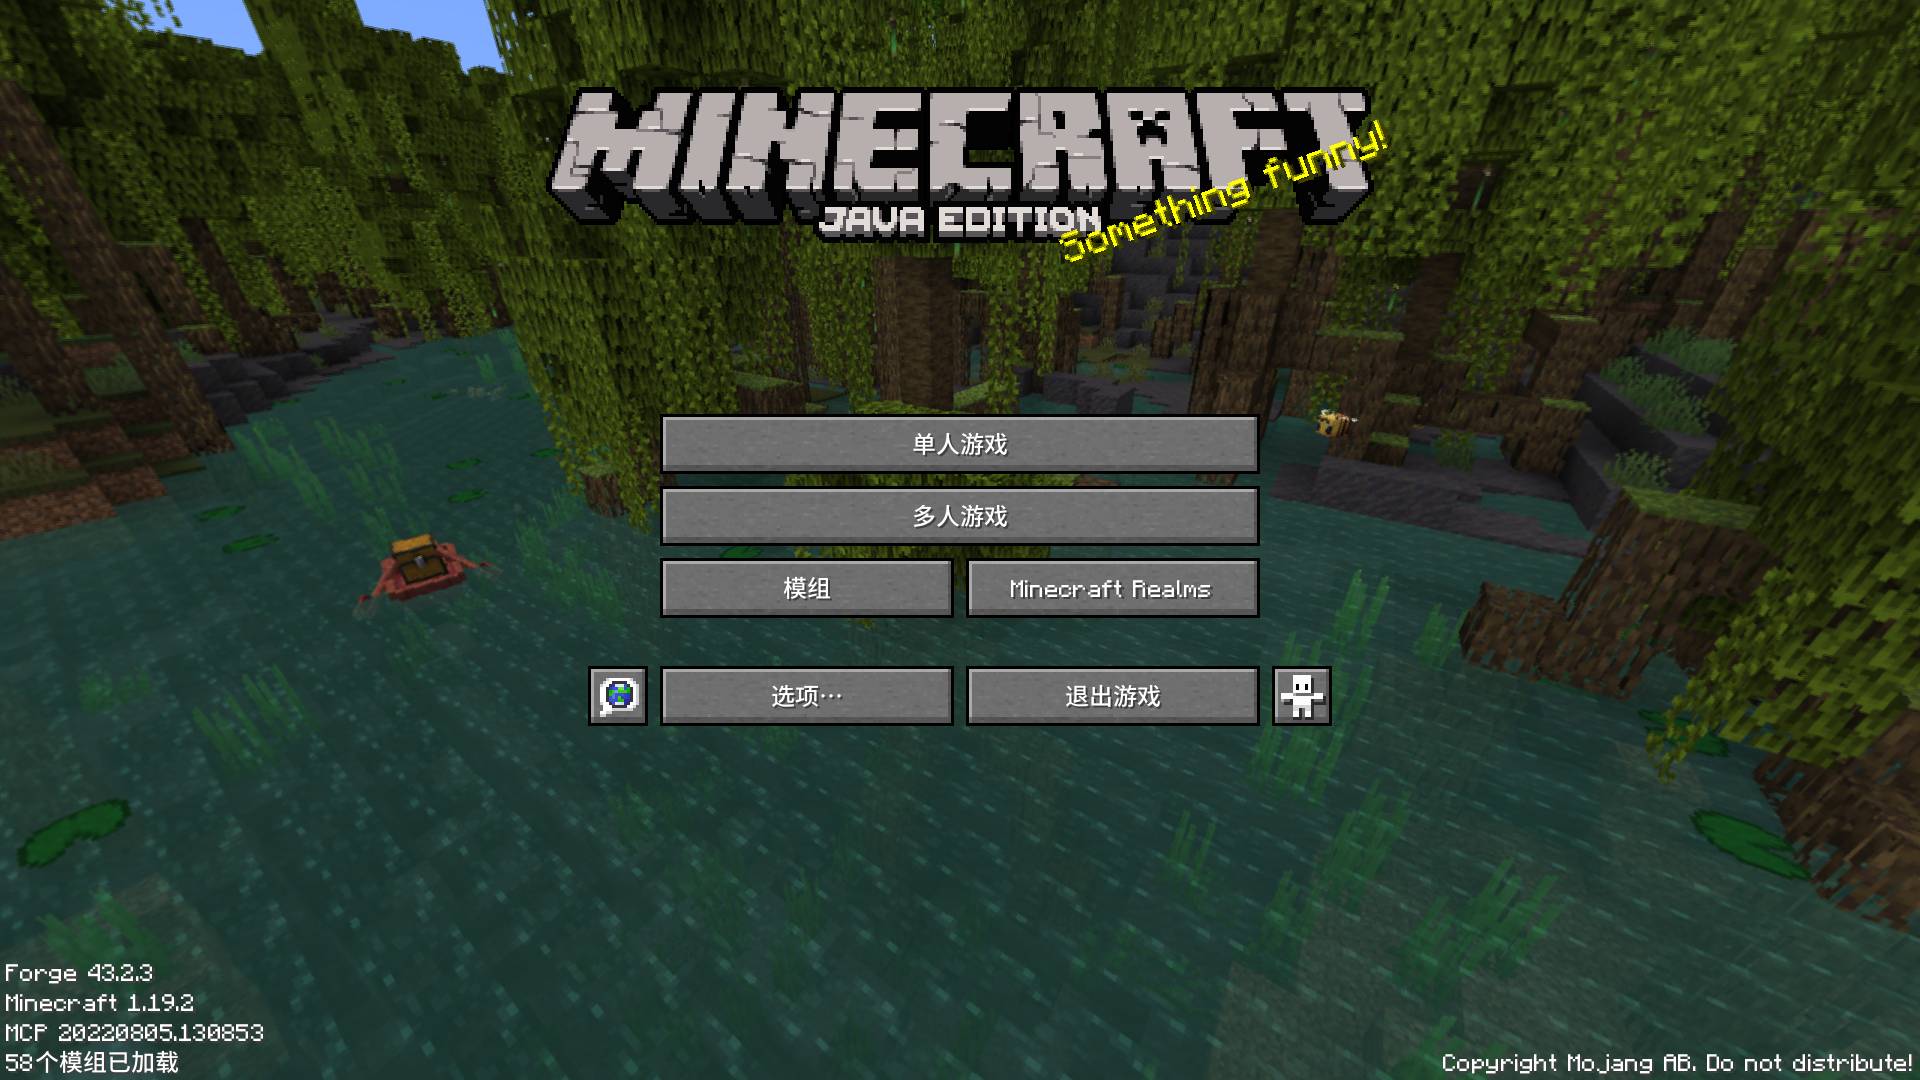 MINECRAFT
JAVA EDITION
Something funny!
单人游戏
多人游戏
模组
Minecraft Realms
选项…
退出游戏
Forge 43.2.3
Minecraft 1.19.2
MCP 20220805.130853
58个模组已加载
Copyright Mojang AB. Do not distribute!